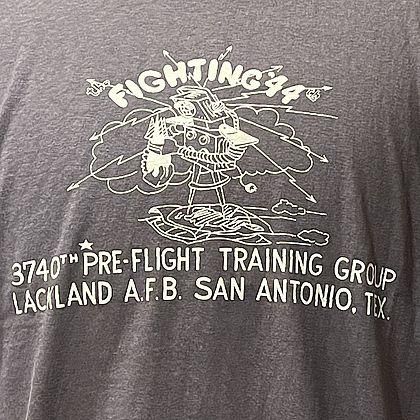 FIGHTING '44
3740TH PRE-FLIGHT TRAINING GROUP
LACKLAND A.F.B. SAN ANTONIO, TEX.